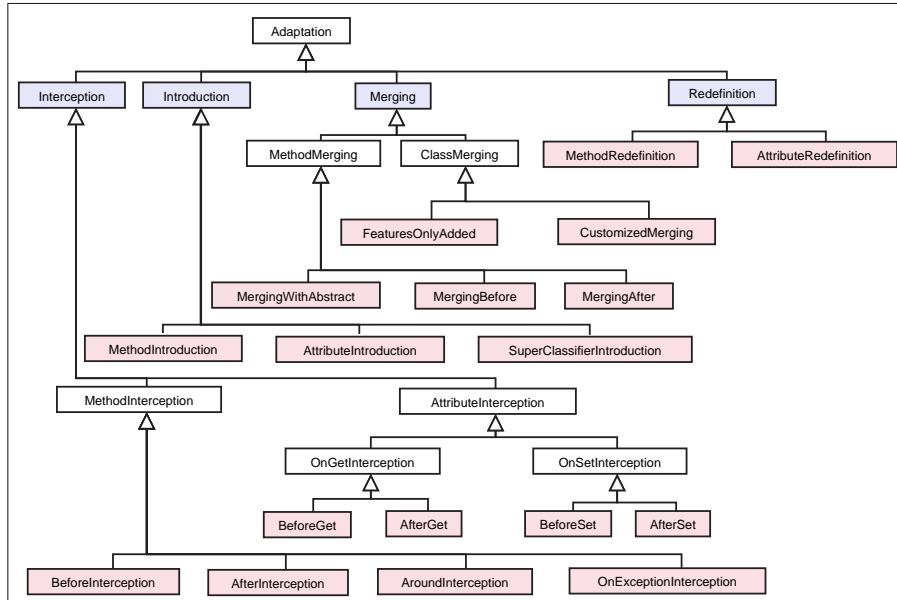 Adaptation
Interception
Introduction
Merging
Redefinition
MethodMerging
ClassMerging
MethodRedefinition
AttributeRedefinition
FeaturesOnlyAdded
CustomizedMerging
MergingWithAbstract
MergingBefore
MergingAfter
MethodIntroduction
AttributeIntroduction
SuperClassifierIntroduction
MethodInterception
AttributeInterception
OnGetInterception
OnSetInterception
BeforeGet
AfterGet
BeforeSet
AfterSet
BeforeInterception
AfterInterception
AroundInterception
OnExceptionInterception